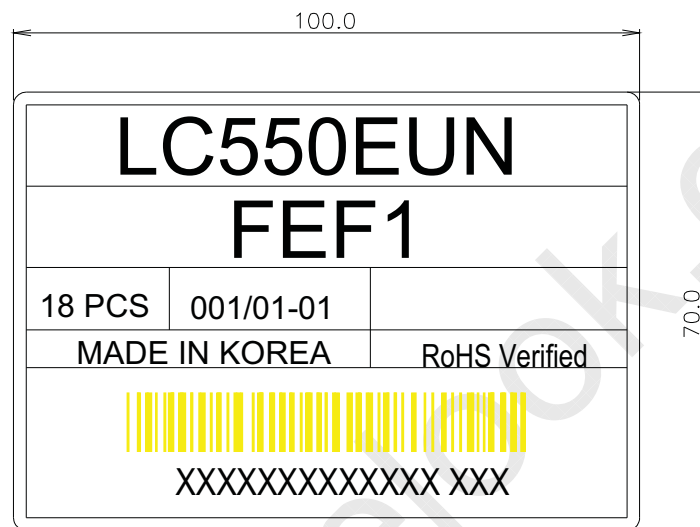 100.0
LC550EUN
FEF1
70.0
18 PCS 001/01-01
MADE IN KOREA RoHS Verified
XXXXXXXXXXXXX XXX